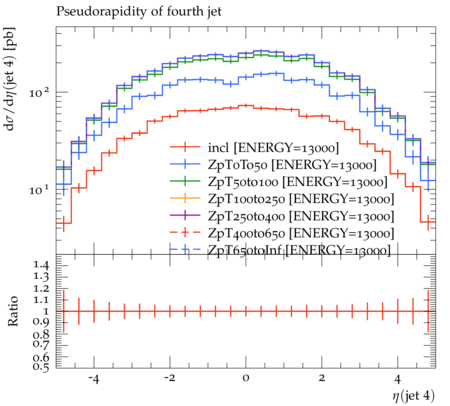 Pseudorapidity of fourth jet
dσ/dη(jet 4) [pb]
10²
10¹
incl [ENERGY=13000]
ZpT0To50 [ENERGY=13000]
ZpT50to100 [ENERGY=13000]
ZpT100to250 [ENERGY=13000]
ZpT250to400 [ENERGY=13000]
ZpT400to650 [ENERGY=13000]
ZpT650toInf [ENERGY=13000]
Ratio
1.4
1.3
1.2
1.1
1
0.9
0.8
0.7
0.6
0.5
-4 -2 0 2 4
η(jet 4)